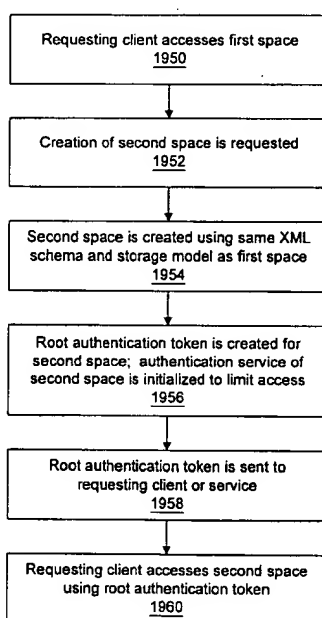 Requesting client accesses first space
1950
Creation of second space is requested
1952
Second space is created using same XML
schema and storage model as first space
1954
Root authentication token is created for
second space; authentication service of
second space is initialized to limit access
1956
Root authentication token is sent to
requesting client or service
1958
Requesting client accesses second space
using root authentication token
1960